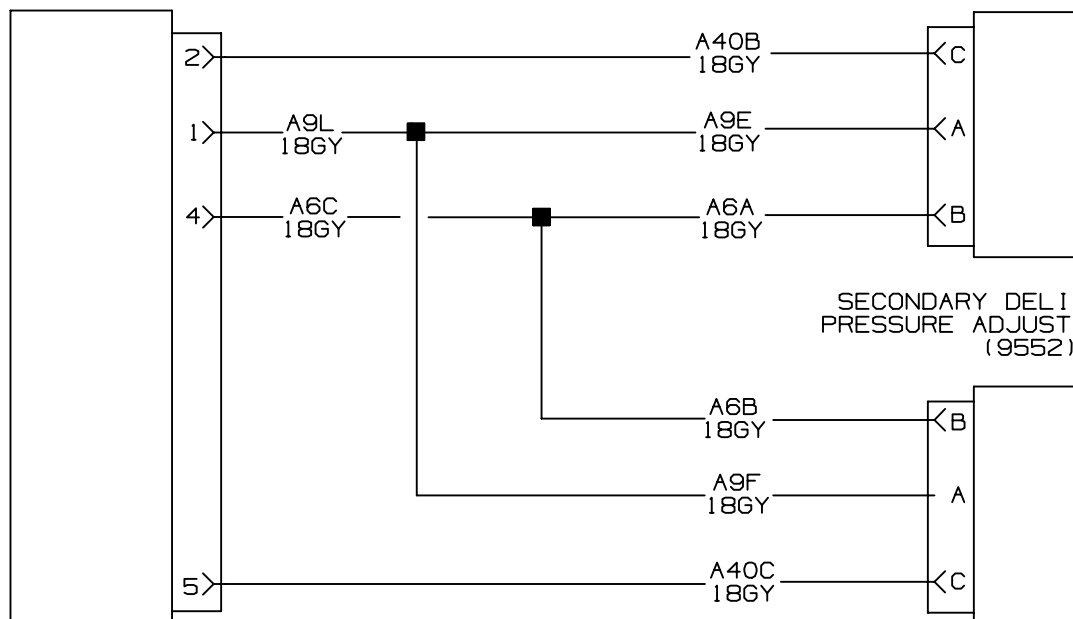 2
A40B
18GY
C
1
A9L
18GY
A9E
18GY
A
4
A6C
18GY
A6A
18GY
B
SECONDARY DELI
PRESSURE ADJUST
(9552)
A6B
18GY
B
A9F
18GY
A
5
A40C
18GY
C